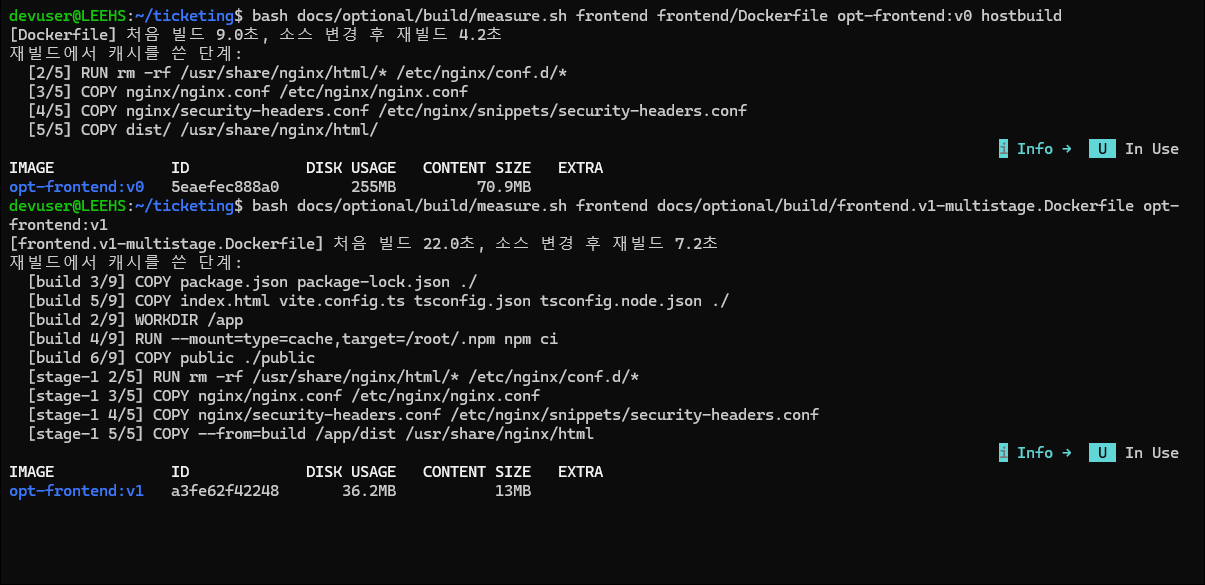 devuser@LEEHS:~/ticketing$ bash docs/optional/build/measure.sh frontend frontend/Dockerfile opt-frontend:v0 hostbuild
[Dockerfile] 처음 빌드 9.0초, 소스 변경 후 재빌드 4.2초
재빌드에서 캐시를 쓴 단계:
  [2/5] RUN rm -rf /usr/share/nginx/html/* /etc/nginx/conf.d/*
  [3/5] COPY nginx/nginx.conf /etc/nginx/nginx.conf
  [4/5] COPY nginx/security-headers.conf /etc/nginx/snippets/security-headers.conf
  [5/5] COPY dist/ /usr/share/nginx/html/
i Info → U In Use
IMAGE ID DISK USAGE CONTENT SIZE EXTRA
opt-frontend:v0 5eaefec888a0 255MB 70.9MB
devuser@LEEHS:~/ticketing$ bash docs/optional/build/measure.sh frontend docs/optional/build/frontend.v1-multistage.Dockerfile opt-
frontend:v1
[frontend.v1-multistage.Dockerfile] 처음 빌드 22.0초, 소스 변경 후 재빌드 7.2초
재빌드에서 캐시를 쓴 단계:
  [build 3/9] COPY package.json package-lock.json ./
  [build 5/9] COPY index.html vite.config.ts tsconfig.json tsconfig.node.json ./
  [build 2/9] WORKDIR /app
  [build 4/9] RUN --mount=type=cache,target=/root/.npm npm ci
  [build 6/9] COPY public ./public
  [stage-1 2/5] RUN rm -rf /usr/share/nginx/html/* /etc/nginx/conf.d/*
  [stage-1 3/5] COPY nginx/nginx.conf /etc/nginx/nginx.conf
  [stage-1 4/5] COPY nginx/security-headers.conf /etc/nginx/snippets/security-headers.conf
  [stage-1 5/5] COPY --from=build /app/dist /usr/share/nginx/html
i Info → U In Use
IMAGE ID DISK USAGE CONTENT SIZE EXTRA
opt-frontend:v1 a3fe62f42248 36.2MB 13MB